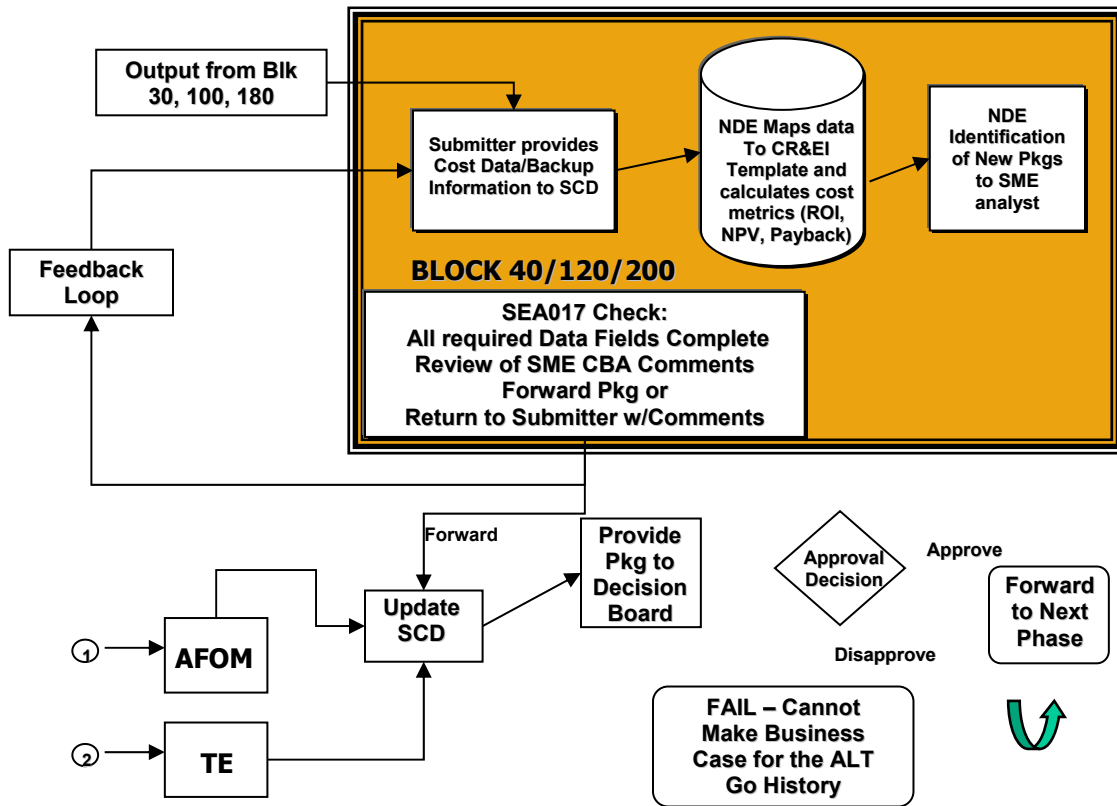 Output from Blk
30, 100, 180
Submitter provides
Cost Data/Backup
Information to SCD
NDE Maps data
To CR&EI
Template and
calculates cost
metrics (ROI,
NPV, Payback)
NDE
Identification
of New Pkgs
to SME
analyst
Feedback
Loop
BLOCK 40/120/200
SEA017 Check:
All required Data Fields Complete
Review of SME CBA Comments
Forward Pkg or
Return to Submitter w/Comments
Forward
Provide
Pkg to
Decision
Board
Approval
Decision
Approve
Forward
to Next
Phase
Update
SCD
1
AFOM
Disapprove
2
TE
FAIL – Cannot
Make Business
Case for the ALT
Go History